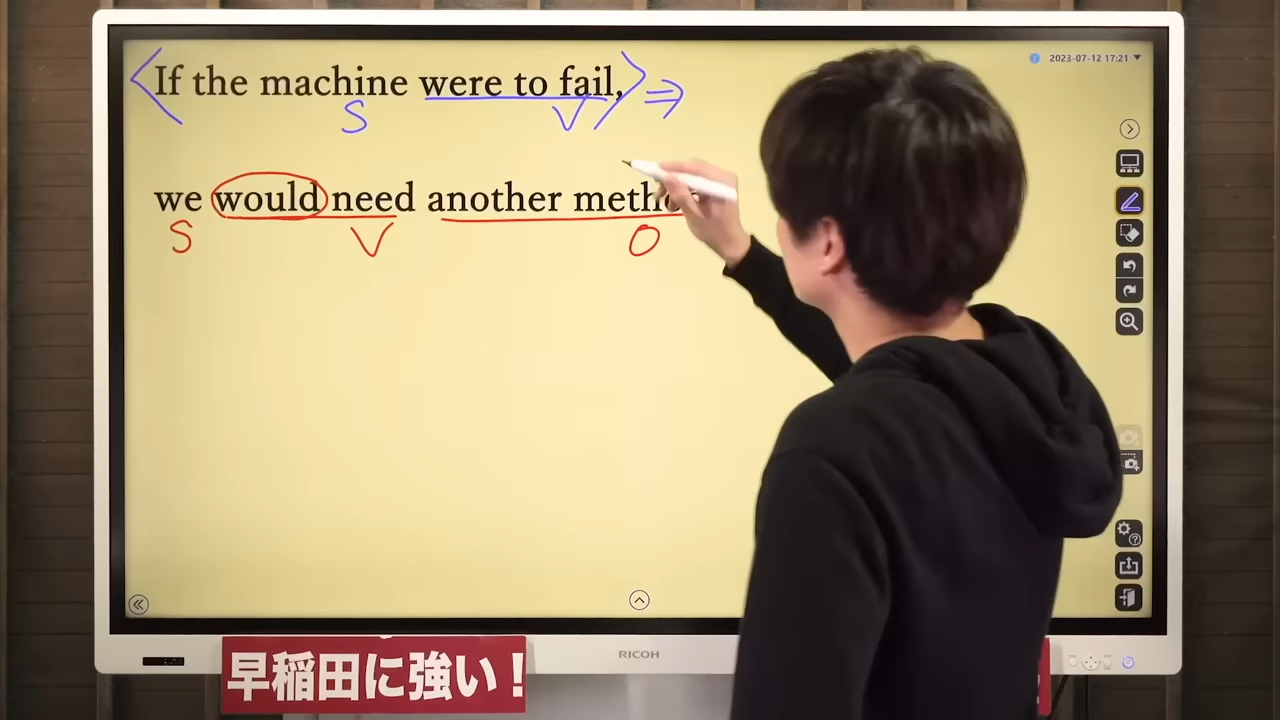 If the machine were to fail,
2023-07-12 17:21
S V
we would need another
S V O
RICOH
早稲田に強い!